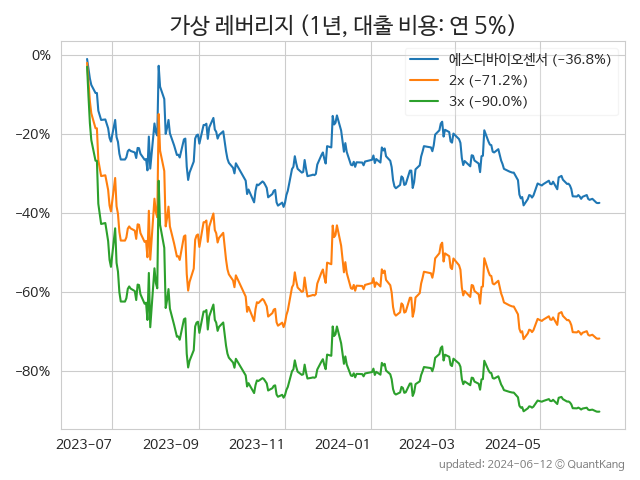 가상 레버리지 (1년, 대출 비용: 연 5%)
에스디바이오센서 (−36.8%)
2x (−71.2%)
3x (−90.0%)
0%
−20%
−40%
−60%
−80%
2023-07 2023-09 2023-11 2024-01 2024-03 2024-05
updated: 2024-06-12 © QuantKang